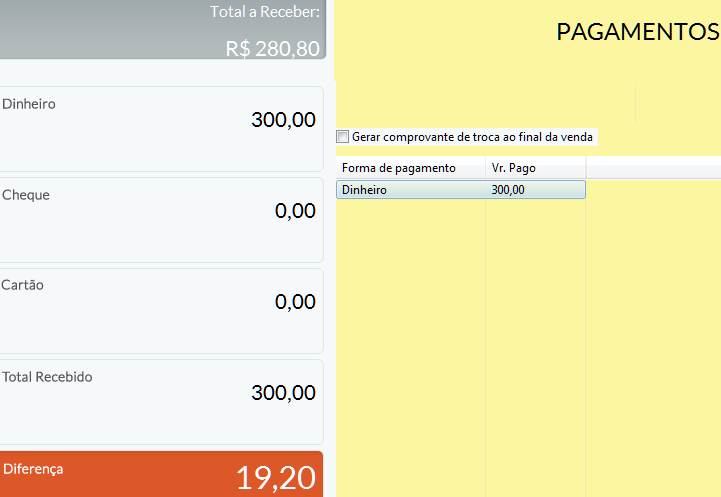 Total a Receber:
R$ 280,80
Dinheiro
300,00
Cheque
0,00
Cartão
0,00
Total Recebido
300,00
Diferença
19,20
PAGAMENTOS
Gerar comprovante de troca ao final da venda
Forma de pagamento Vr. Pago
Dinheiro 300,00